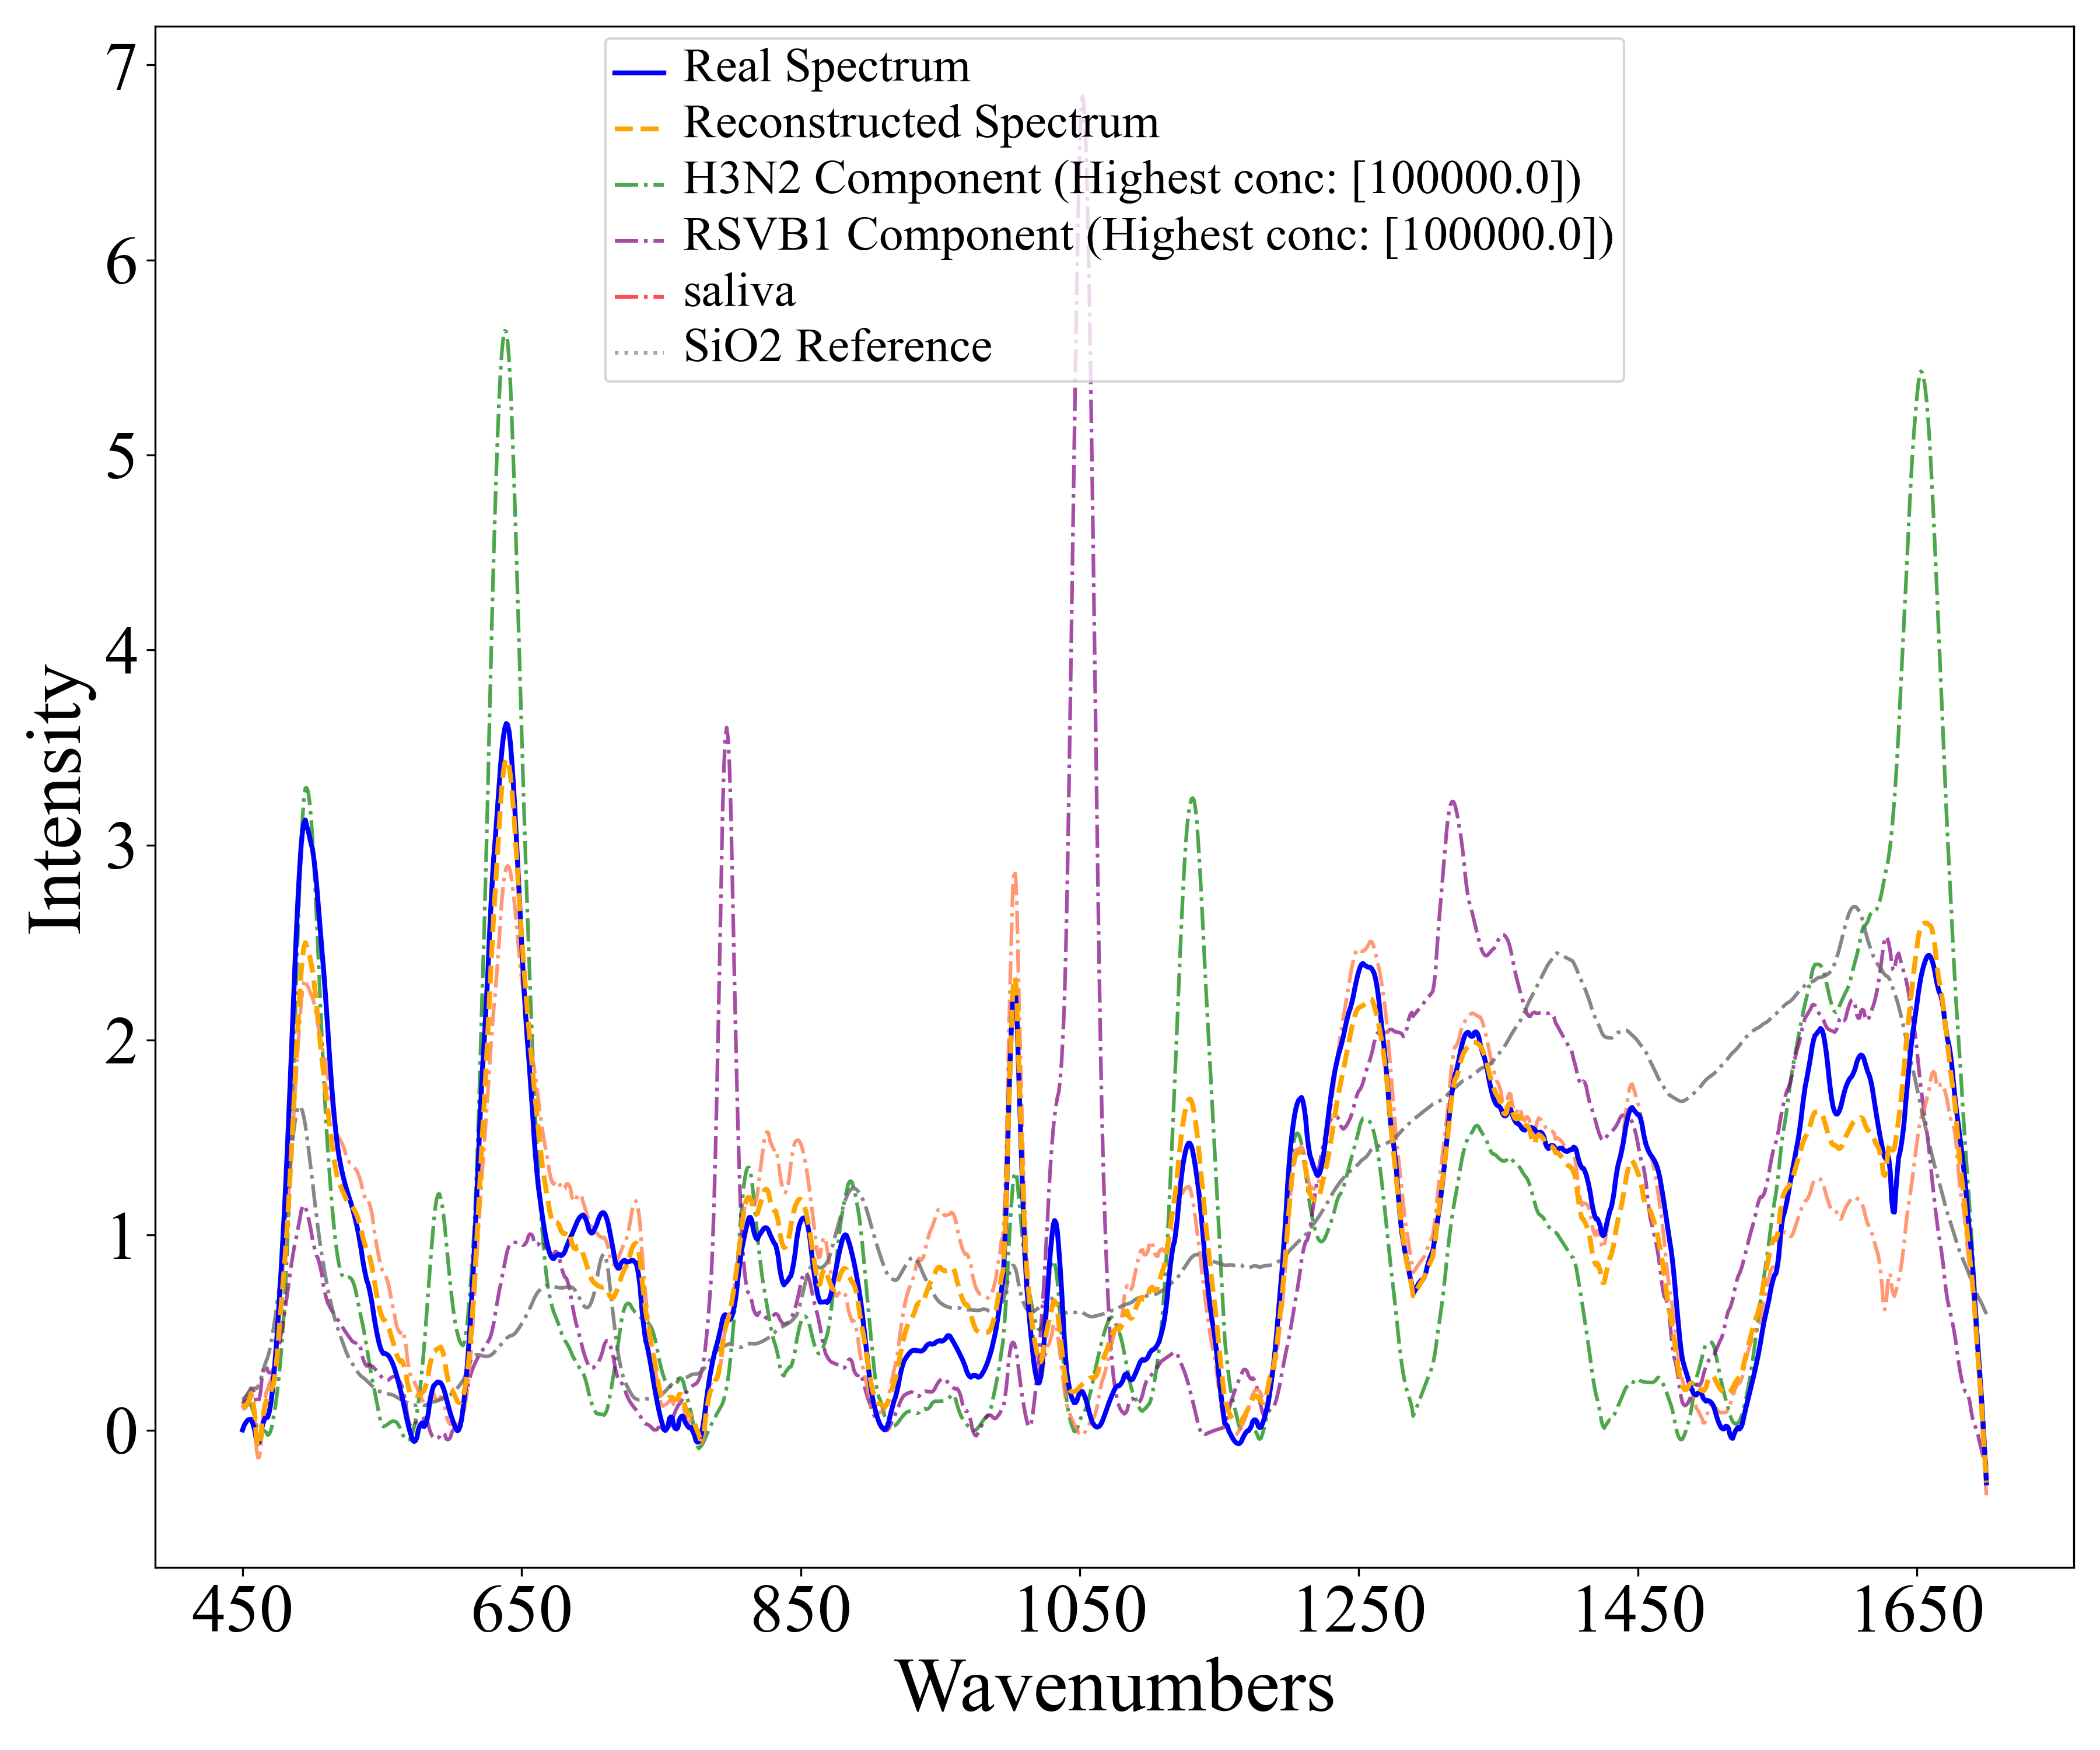 Real Spectrum
Reconstructed Spectrum
H3N2 Component (Highest conc: [100000.0])
RSVB1 Component (Highest conc: [100000.0])
saliva
SiO2 Reference
Intensity
7
6
5
4
3
2
1
0
450 650 850 1050 1250 1450 1650
Wavenumbers